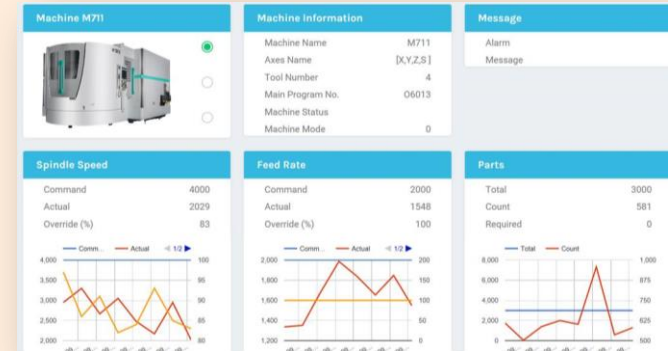 Machine M711
Machine Information
Machine Name M711
Axes Name [X,Y,Z,S ]
Tool Number 4
Main Program No. O6013
Machine Status
Machine Mode 0
Message
Alarm
Message
Spindle Speed
Command 4000
Actual 2029
Override (%) 83
Comm... Actual 1/2
4,000 100
3,500 95
3,000 90
2,500 85
2,000 80
Feed Rate
Command 2000
Actual 1548
Override (%) 100
Comm... Actual 1/2
2,000 200
1,800 150
1,600 100
1,400 50
1,200 0
Parts
Total 3000
Count 581
Required 0
Total Count
8,000 1,000
6,000 875
4,000 750
2,000 625
0 500